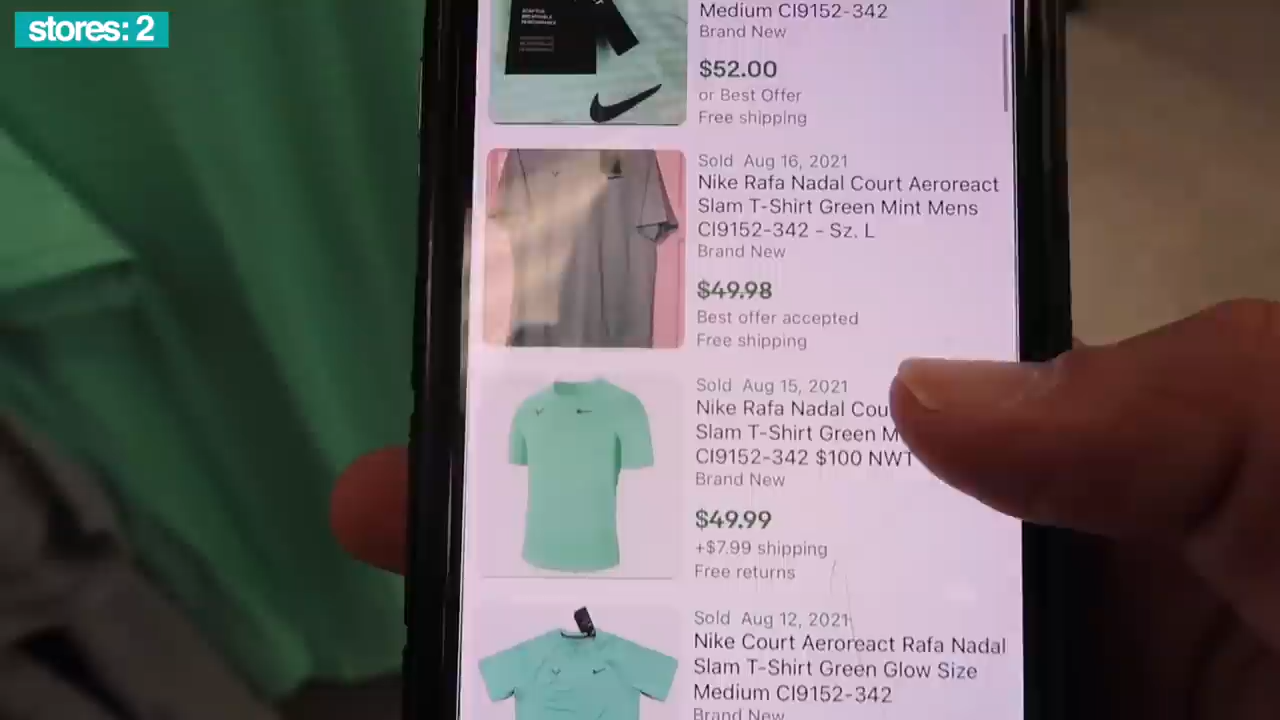 stores: 2
Medium CI9152-342
Brand New
$52.00
or Best Offer
Free shipping
Sold Aug 16, 2021
Nike Rafa Nadal Court Aeroreact
Slam T-Shirt Green Mint Mens
CI9152-342 - Sz. L
Brand New
$49.98
Best offer accepted
Free shipping
Sold Aug 15, 2021
Nike Rafa Nadal Cou
Slam T-Shirt Green M
CI9152-342 $100 NWT
Brand New
$49.99
+$7.99 shipping
Free returns
Sold Aug 12, 2021
Nike Court Aeroreact Rafa Nadal
Slam T-Shirt Green Glow Size
Medium CI9152-342
Brand New